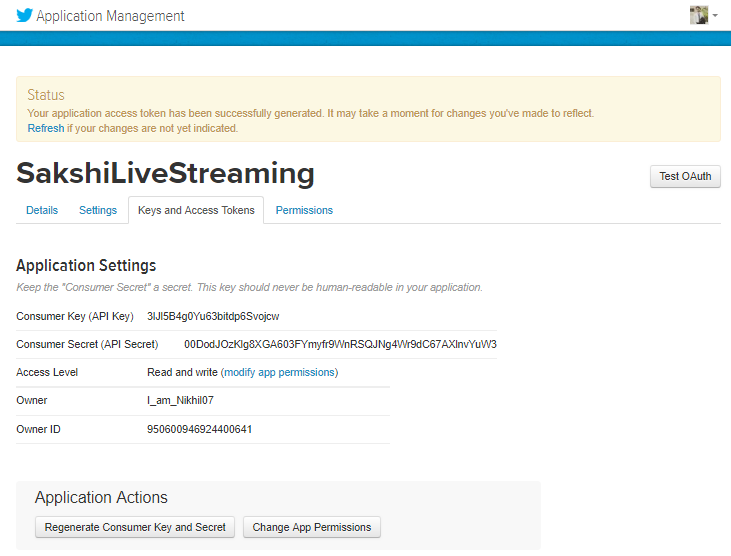 Application Management
Status
Your application access token has been successfully generated. It may take a moment for changes you've made to reflect.
Refresh if your changes are not yet indicated.
SakshiLiveStreaming
Test OAuth
Details Settings Keys and Access Tokens Permissions
Application Settings
Keep the "Consumer Secret" a secret. This key should never be human-readable in your application.
Consumer Key (API Key) 3lJl5B4g0Yu63bitdp6Svojcw
Consumer Secret (API Secret) 00DodJOzKlg8XGA603FYmyfr9WnRSQJNg4Wr9dC67AXlnvYuW3
Access Level Read and write (modify app permissions)
Owner I_am_Nikhil07
Owner ID 950600946924400641
Application Actions
Regenerate Consumer Key and Secret Change App Permissions